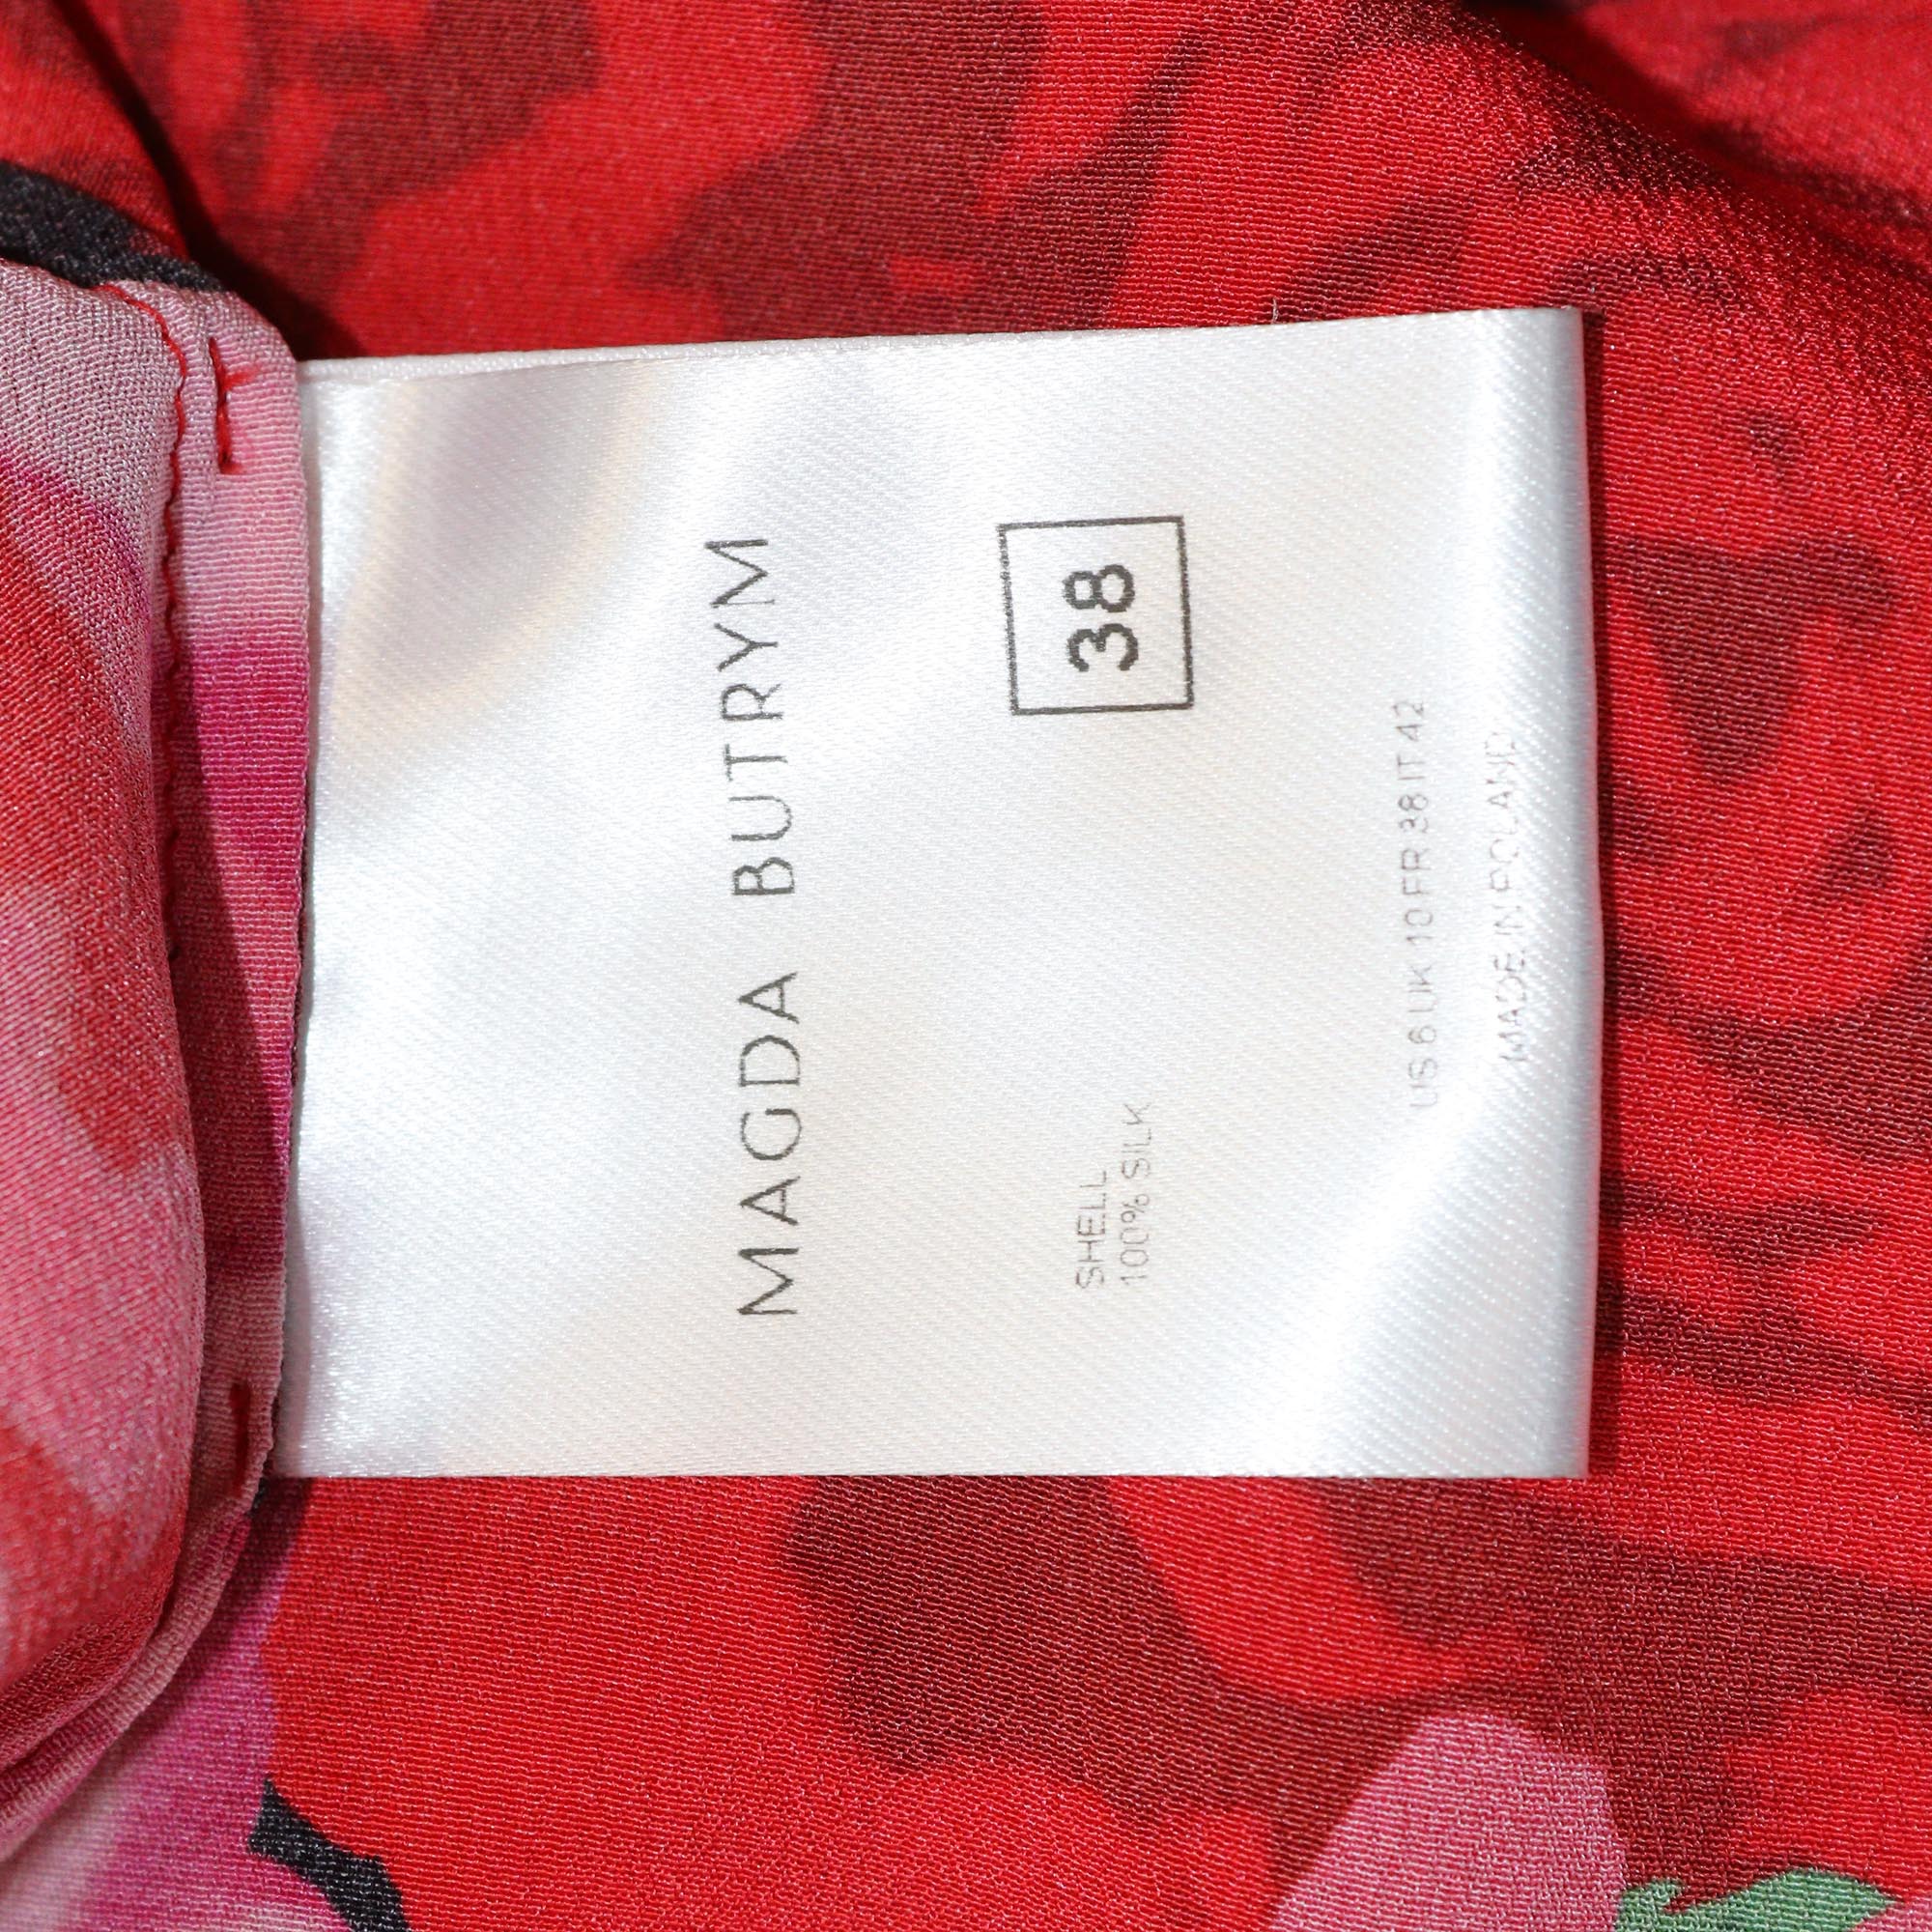 MAGDA BUTRYM
38
SHELL
100% SILK
US 6 UK 10 FR 38 IT 42
MADE IN POLAND